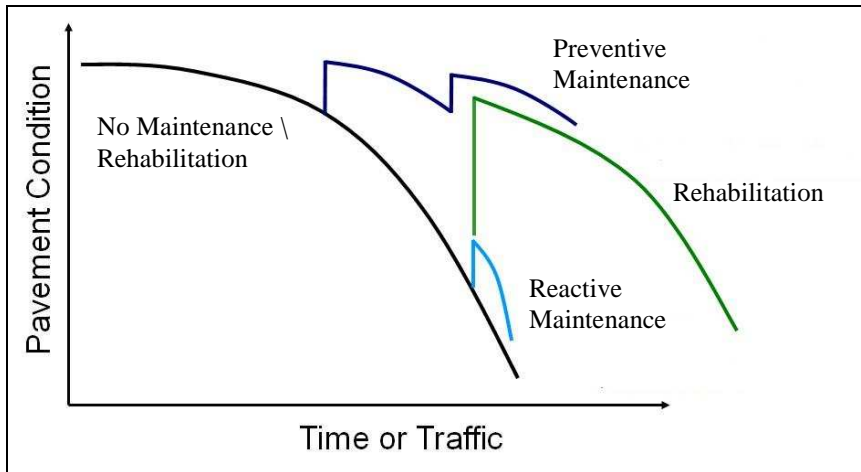 Preventive
Maintenance
No Maintenance \
Rehabilitation
Rehabilitation
Reactive
Maintenance
Pavement Condition
Time or Traffic